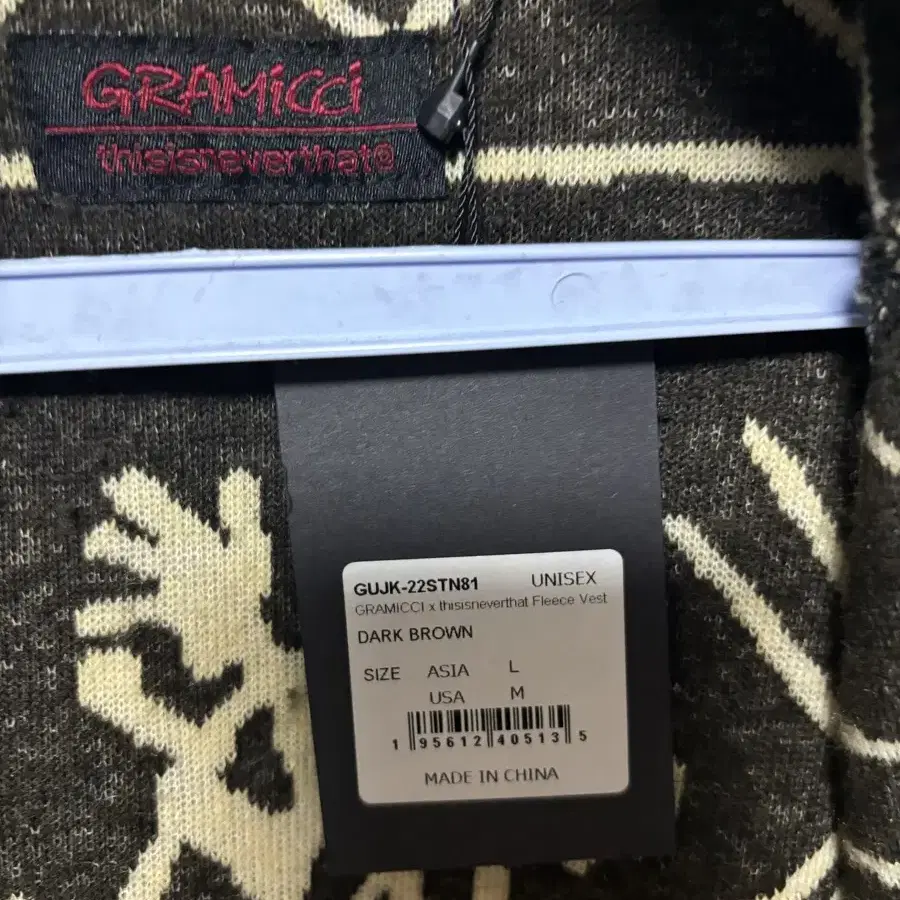 GRAMiCCi
thisisneverthat®
GUJK-22STN81 UNISEX
GRAMICCI x thisisneverthat Fleece Vest
DARK BROWN
SIZE ASIA L
USA M
1 95612 40513 5
MADE IN CHINA